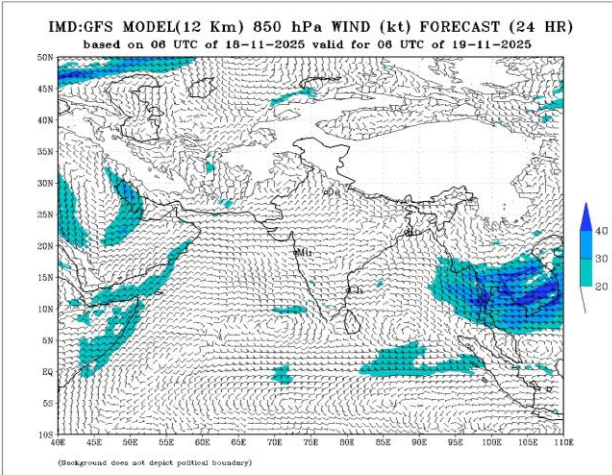 IMD:GFS MODEL(12 Km) 850 hPa WIND (kt) FORECAST (24 HR)
based on 06 UTC of 18-11-2025 valid for 06 UTC of 19-11-2025
50N
45N
40N
35N
30N
25N
20N
15N
10N
5N
EQ
5S
10S
40E 45E 50E 55E 60E 65E 70E 75E 80E 85E 90E 95E 100E 105E 110E
Mu
Ch
40
30
20
(Background does not depict political boundary)